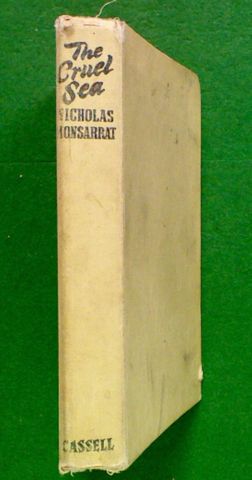 The
Cruel
Sea
NICHOLAS
MONSARRAT
CASSELL